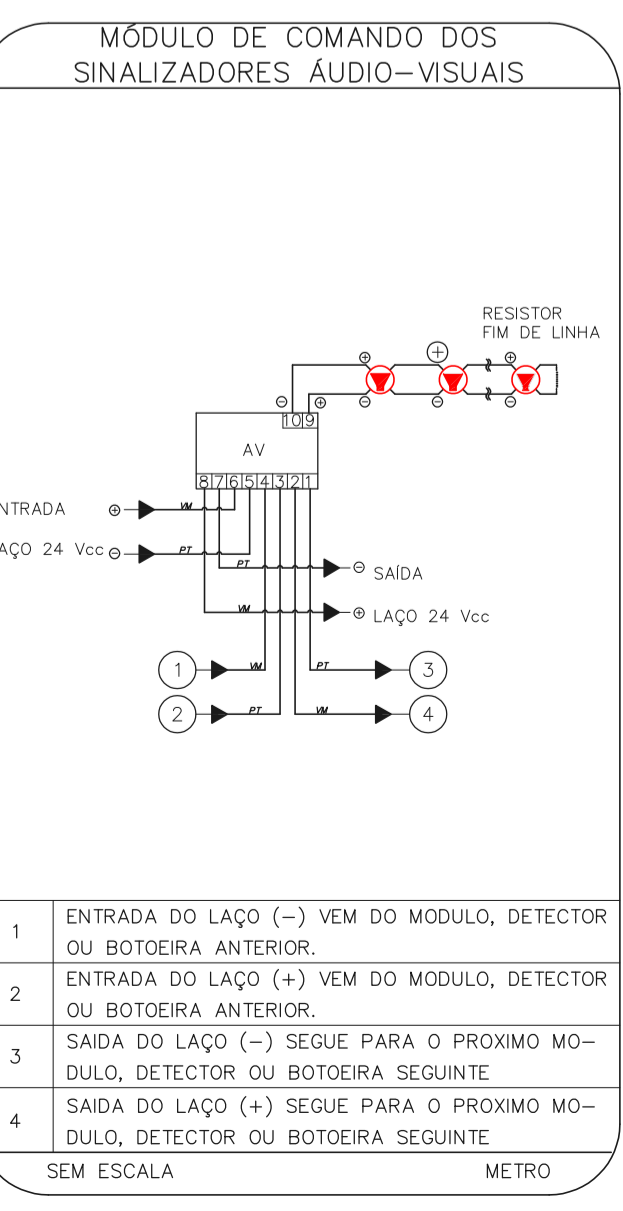 MÓDULO DE COMANDO DOS
SINALIZADORES ÁUDIO-VISUAIS
RESISTOR
FIM DE LINHA
10 9
AV
8 7 6 5 4 3 2 1
NTRADA
VM
AÇO 24 Vcc
PT
PT
SAÍDA
VM
LAÇO 24 Vcc
1
VM
PT
3
2
PT
VM
4
1
ENTRADA DO LAÇO (-) VEM DO MODULO, DETECTOR
OU BOTOEIRA ANTERIOR.
2
ENTRADA DO LAÇO (+) VEM DO MODULO, DETECTOR
OU BOTOEIRA ANTERIOR.
3
SAIDA DO LAÇO (-) SEGUE PARA O PROXIMO MO-
DULO, DETECTOR OU BOTOEIRA SEGUINTE
4
SAIDA DO LAÇO (+) SEGUE PARA O PROXIMO MO-
DULO, DETECTOR OU BOTOEIRA SEGUINTE
SEM ESCALA
METRO